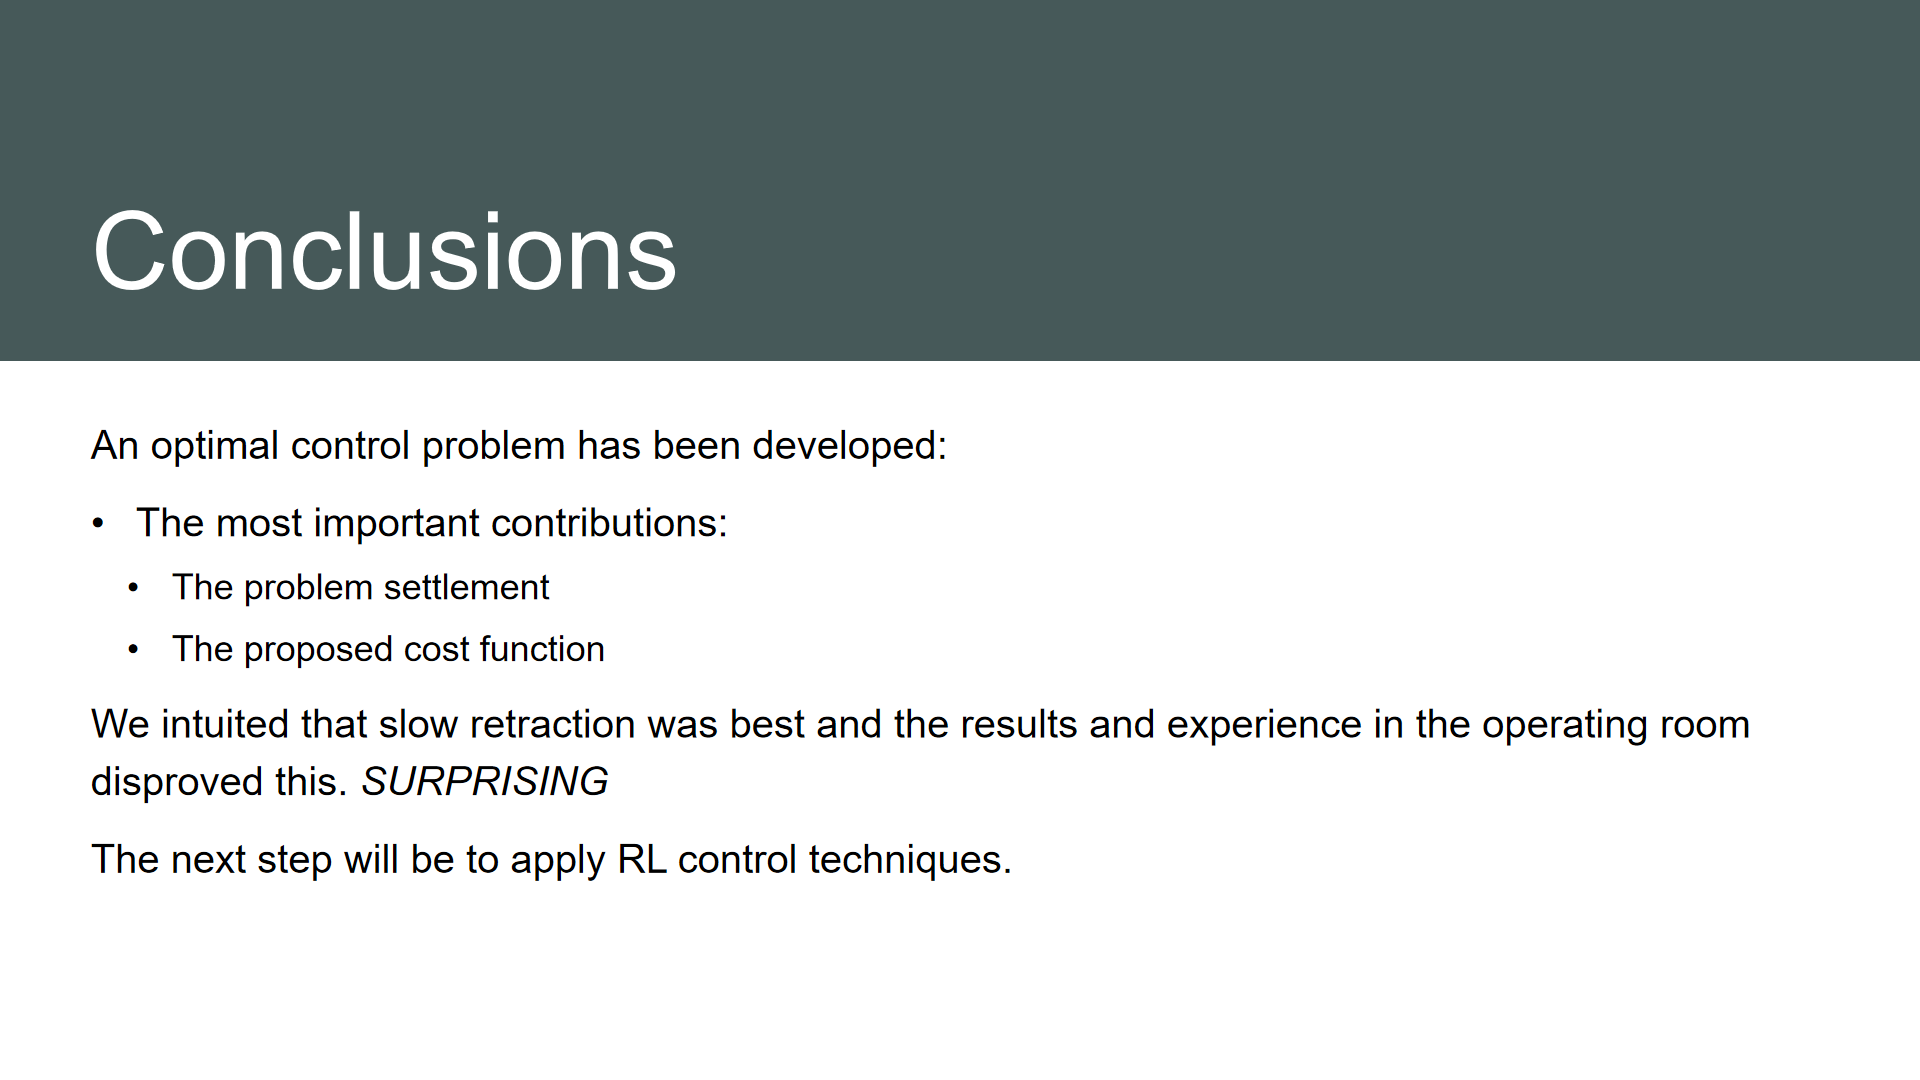 Conclusions
An optimal control problem has been developed:
• The most important contributions:
• The problem settlement
• The proposed cost function
We intuited that slow retraction was best and the results and experience in the operating room
disproved this. SURPRISING
The next step will be to apply RL control techniques.